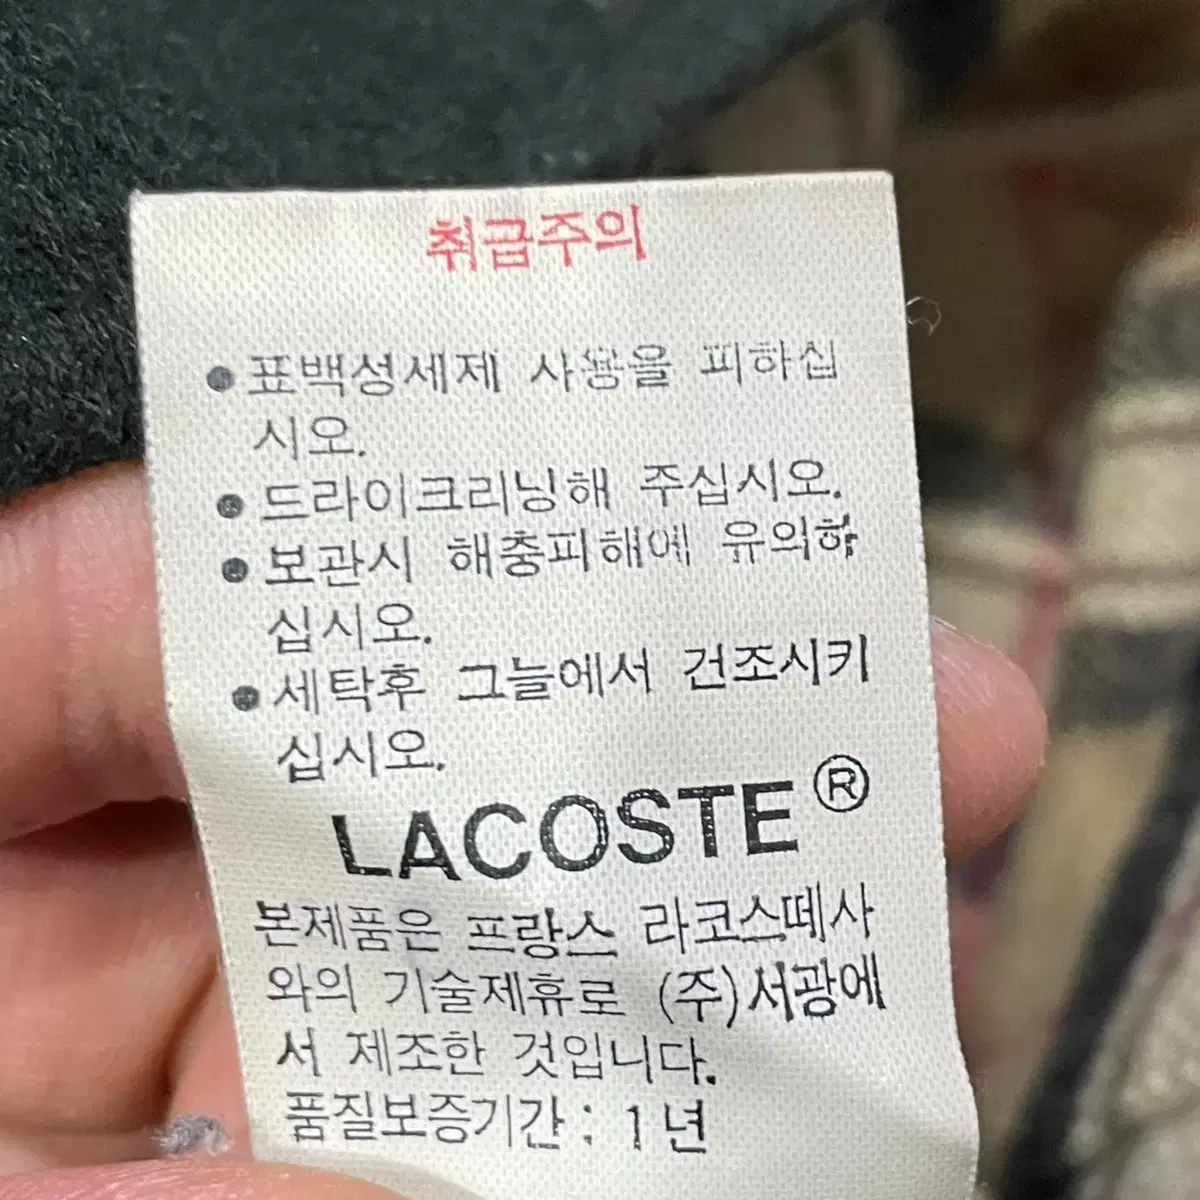 취급주의
● 표백성세제 사용을 피하십
시오.
● 드라이크리닝해 주십시오.
● 보관시 해충피해에 유의하
십시오.
● 세탁후 그늘에서 건조시키
십시오.
LACOSTE ®
본제품은 프랑스 라코스떼사
와의 기술제휴로 (주)서광에
서 제조한 것입니다.
품질보증기간 : 1년